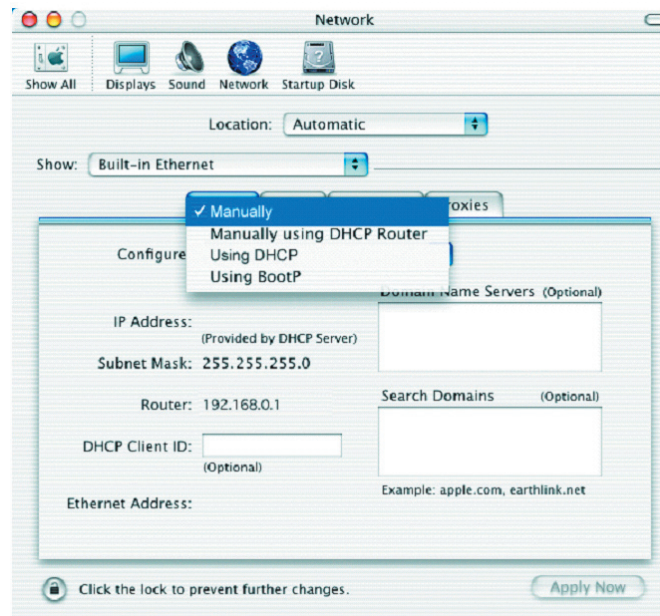 Network
Show All Displays Sound Network Startup Disk
Location: Automatic
Show: Built-in Ethernet
✓ Manually
Manually using DHCP Router
Using DHCP
Using BootP
Configure
Domain Name Servers (Optional)
IP Address:
(Provided by DHCP Server)
Subnet Mask: 255.255.255.0
Router: 192.168.0.1
Search Domains (Optional)
DHCP Client ID:
(Optional)
Example: apple.com, earthlink.net
Ethernet Address:
Click the lock to prevent further changes.
Apply Now